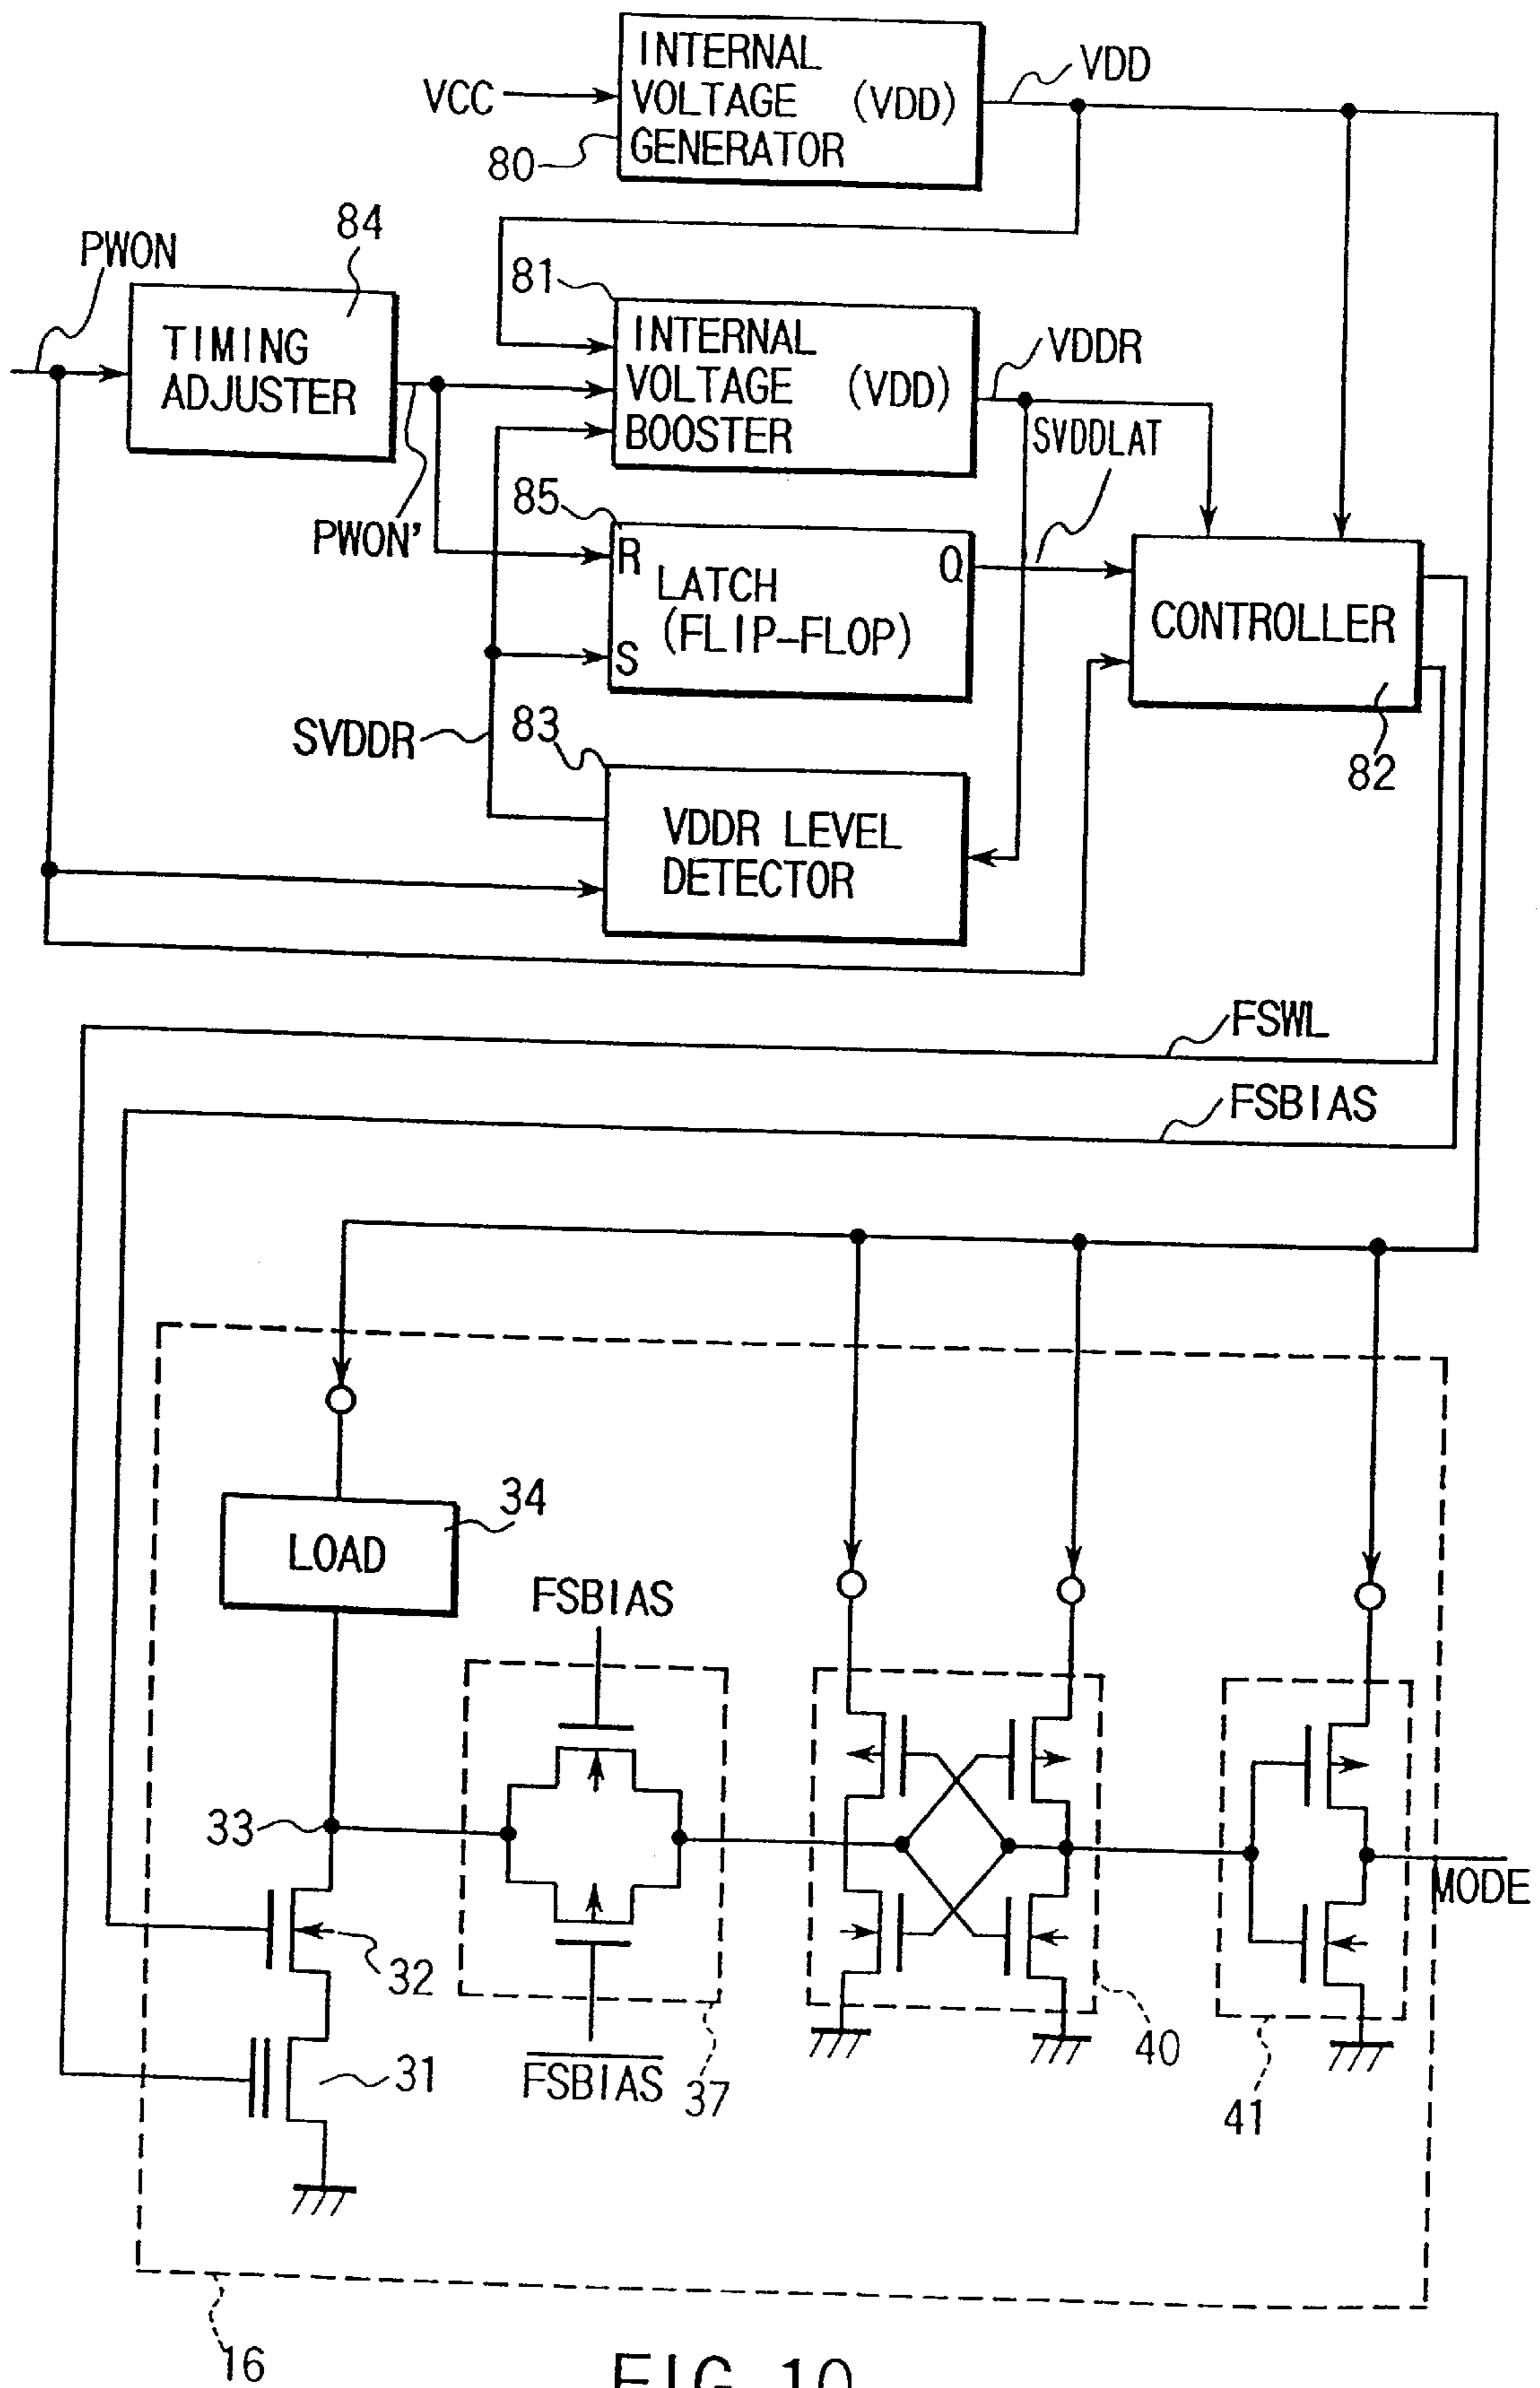 INTERNAL
VOLTAGE (VDD)
GENERATOR
VCC
80
VDD
PWON
84
TIMING
ADJUSTER
PWON'
81
INTERNAL
VOLTAGE (VDD)
BOOSTER
VDDR
SVDDLAT
85
R
Q
LATCH
(FLIP-FLOP)
S
CONTROLLER
82
SVDDR
83
VDDR LEVEL
DETECTOR
FSWL
FSBIAS
34
LOAD
FSBIAS
33
32
31
FSBIAS
37
40
41
MODE
16
FIG. 10